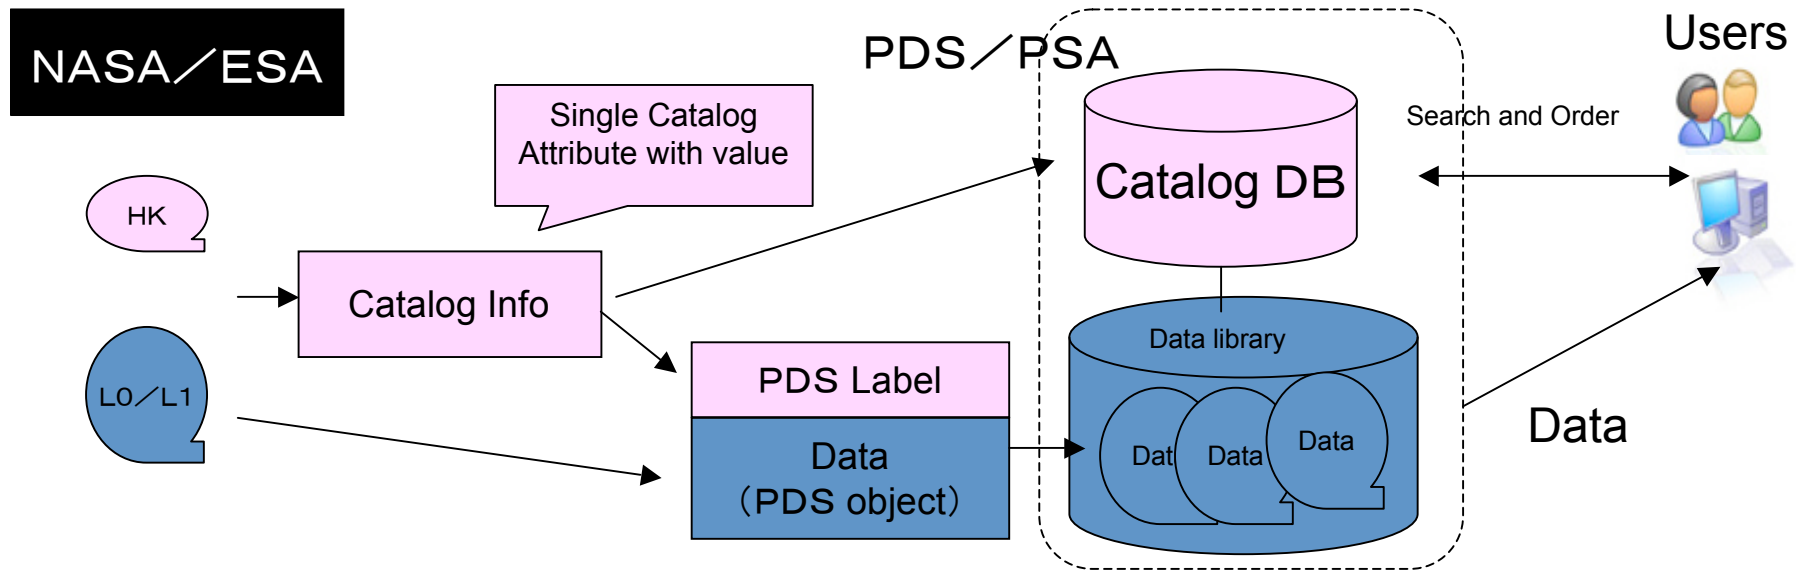 NASA／ESA
PDS／PSA
Users
Single Catalog
Attribute with value
Search and Order
Catalog DB
HK
Catalog Info
Data library
PDS Label
L0／L1
Data
（PDS object）
Dat
Data
Data
Data